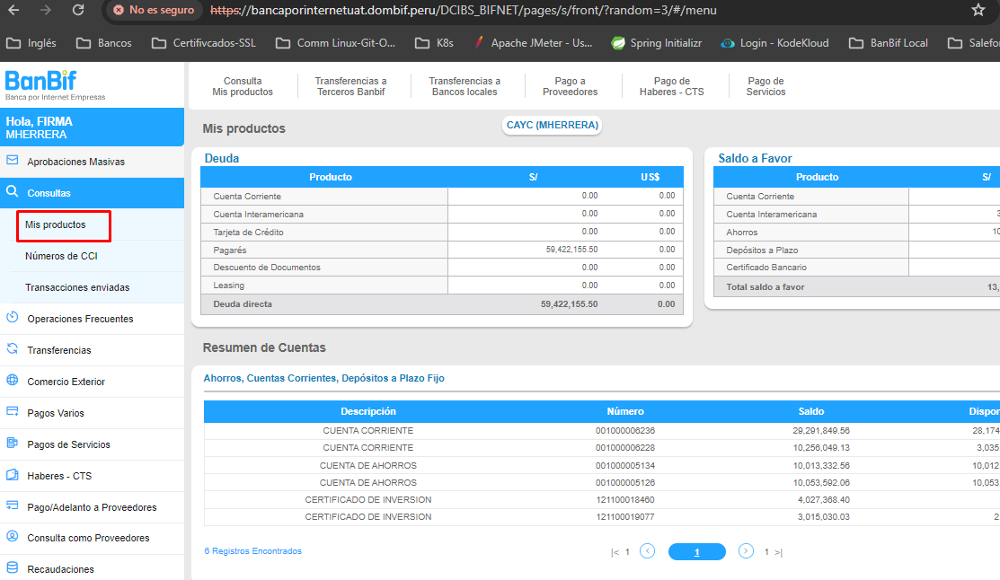 No es seguro https://bancaporinternetuat.dombif.peru/DCIBS_BIFNET/pages/s/front/?random=3/#/menu
Inglés Bancos Certifivcados-SSL Comm Linux-Git-O... K8s Apache JMeter - Us... Spring Initializr Login - KodeKloud BanBif Local Salefo
BanBif
Banca por Internet Empresas
Hola, FIRMA
MHERRERA
Aprobaciones Masivas
Consultas
Mis productos
Números de CCI
Transacciones enviadas
Operaciones Frecuentes
Transferencias
Comercio Exterior
Pagos Varios
Pagos de Servicios
Haberes - CTS
Pago/Adelanto a Proveedores
Consulta como Proveedores
Recaudaciones
Consulta
Mis productos
Transferencias a
Terceros Banbif
Transferencias a
Bancos locales
Pago a
Proveedores
Pago de
Haberes - CTS
Pago de
Servicios
Mis productos
CAYC (MHERRERA)
Deuda
Producto S/ US$
Cuenta Corriente 0.00 0.00
Cuenta Interamericana 0.00 0.00
Tarjeta de Crédito 0.00 0.00
Pagarés 59,422,155.50 0.00
Descuento de Documentos 0.00 0.00
Leasing 0.00 0.00
Deuda directa 59,422,155.50 0.00
Saldo a Favor
Producto S/
Cuenta Corriente
Cuenta Interamericana 3
Ahorros 10
Depósitos a Plazo
Certificado Bancario
Total saldo a favor 13,
Resumen de Cuentas
Ahorros, Cuentas Corrientes, Depósitos a Plazo Fijo
Descripción Número Saldo Dispon
CUENTA CORRIENTE 001000006236 29,291,849.56 28,174
CUENTA CORRIENTE 001000006228 10,256,049.13 3,035
CUENTA DE AHORROS 001000005134 10,013,332.56 10,012
CUENTA DE AHORROS 001000005126 10,053,592.06 10,053
CERTIFICADO DE INVERSION 121100018460 4,027,368.40
CERTIFICADO DE INVERSION 121100019077 3,015,030.03 2
6 Registros Encontrados |< 1 1 1 >|